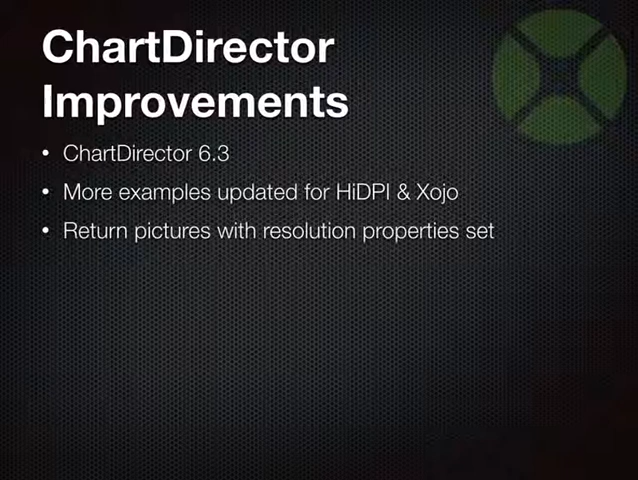 ChartDirector
Improvements
• ChartDirector 6.3
• More examples updated for HiDPI & Xojo
• Return pictures with resolution properties set